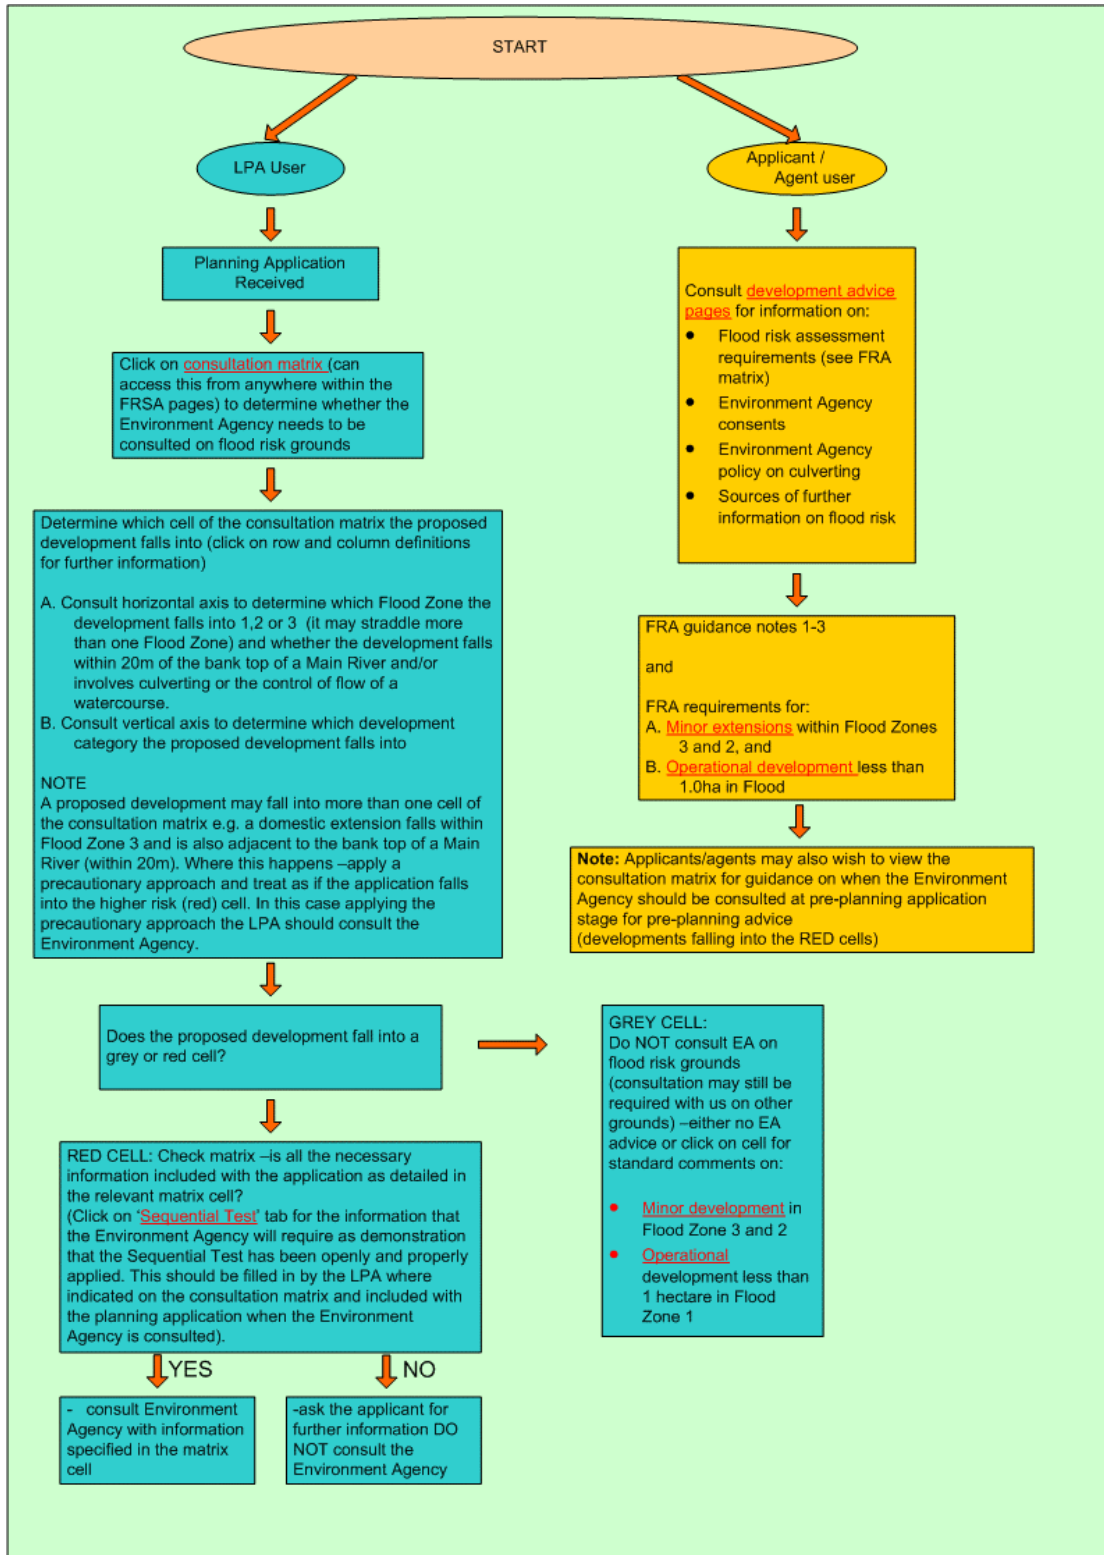 START
LPA User
Planning Application
Received
Click on consultation matrix (can
access this from anywhere within the
FRSA pages) to determine whether the
Environment Agency needs to be
consulted on flood risk grounds
Determine which cell of the consultation matrix the proposed
development falls into (click on row and column definitions
for further information)
A. Consult horizontal axis to determine which Flood Zone the
development falls into 1,2 or 3 (it may straddle more
than one Flood Zone) and whether the development falls
within 20m of the bank top of a Main River and/or
involves culverting or the control of flow of a
watercourse.
B. Consult vertical axis to determine which development
category the proposed development falls into
NOTE
A proposed development may fall into more than one cell of
the consultation matrix e.g. a domestic extension falls within
Flood Zone 3 and is also adjacent to the bank top of a Main
River (within 20m). Where this happens –apply a
precautionary approach and treat as if the application falls
into the higher risk (red) cell. In this case applying the
precautionary approach the LPA should consult the
Environment Agency.
Does the proposed development fall into a
grey or red cell?
RED CELL: Check matrix –is all the necessary
information included with the application as detailed in
the relevant matrix cell?
(Click on ‘Sequential Test’ tab for the information that
the Environment Agency will require as demonstration
that the Sequential Test has been openly and properly
applied. This should be filled in by the LPA where
indicated on the consultation matrix and included with
the planning application when the Environment
Agency is consulted).
YES
NO
- consult Environment
Agency with information
specified in the matrix
cell
-ask the applicant for
further information DO
NOT consult the
Environment Agency
GREY CELL:
Do NOT consult EA on
flood risk grounds
(consultation may still be
required with us on other
grounds) –either no EA
advice or click on cell for
standard comments on:
● Minor development in
Flood Zone 3 and 2
● Operational
development less than
1 hectare in Flood
Zone 1
Applicant /
Agent user
Consult development advice
pages for information on:
● Flood risk assessment
requirements (see FRA
matrix)
● Environment Agency
consents
● Environment Agency
policy on culverting
● Sources of further
information on flood risk
FRA guidance notes 1-3
and
FRA requirements for:
A. Minor extensions within Flood Zones
3 and 2, and
B. Operational development less than
1.0ha in Flood
Note: Applicants/agents may also wish to view the
consultation matrix for guidance on when the Environment
Agency should be consulted at pre-planning application
stage for pre-planning advice
(developments falling into the RED cells)